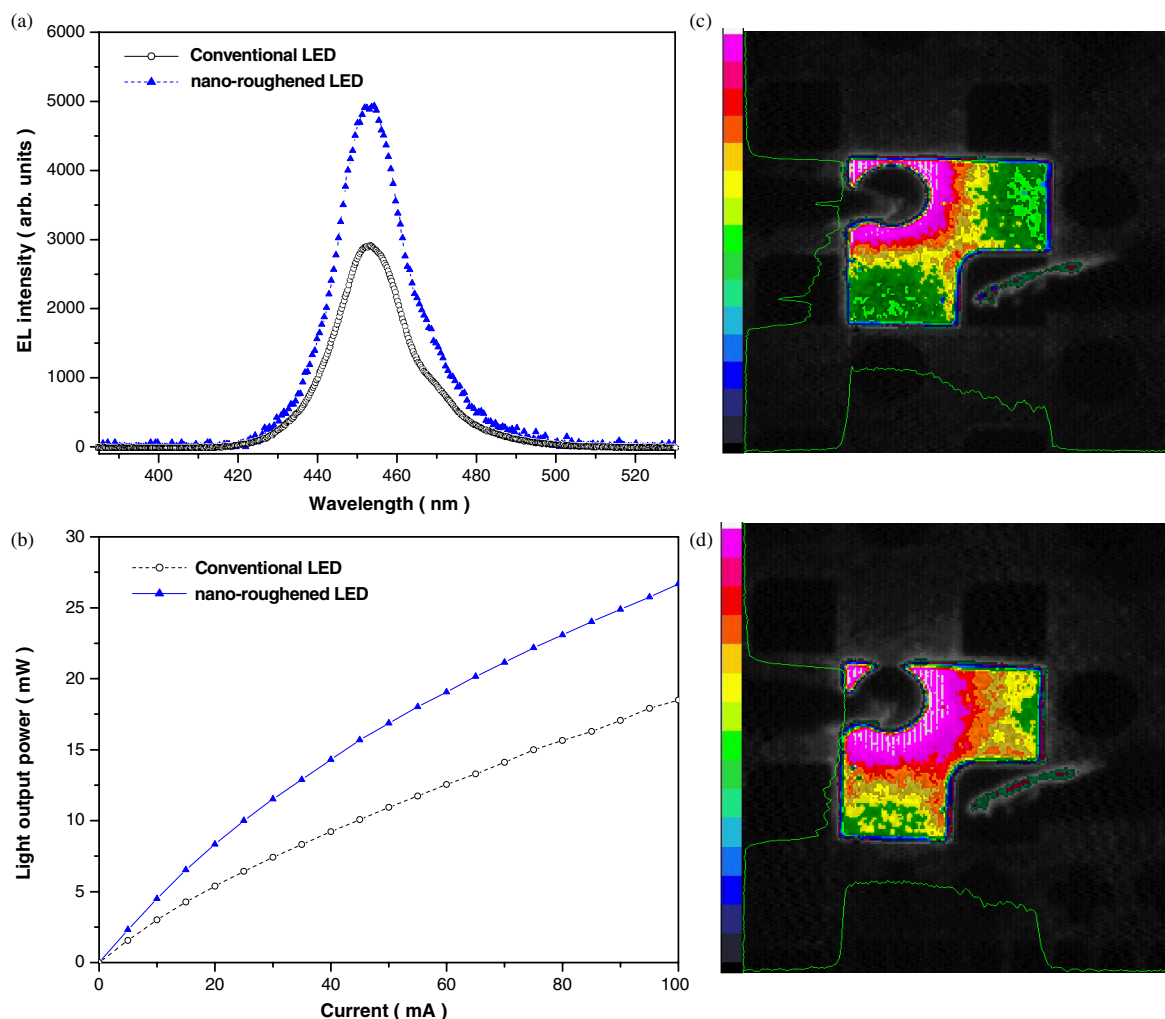 (a)
6000
5000
4000
3000
2000
1000
0
EL intensity ( arb. units )
Conventional LED
nano-roughened LED
400 420 440 460 480 500 520
Wavelength ( nm )
(c)
(b)
30
25
20
15
10
5
0
Light output power ( mW )
Conventional LED
nano-roughened LED
0 20 40 60 80 100
Current ( mA )
(d)